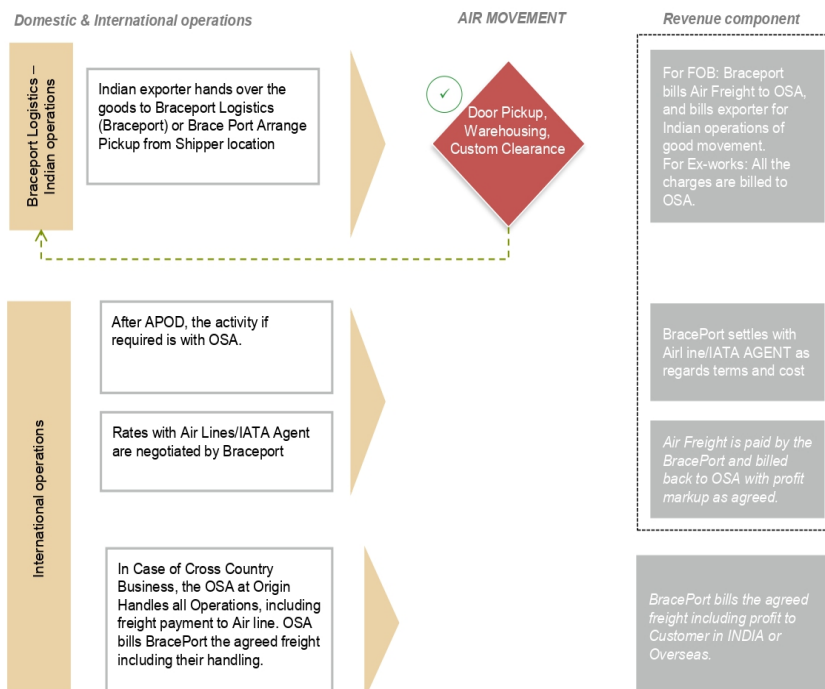 Domestic & International operations
AIR MOVEMENT
Revenue component
Braceport Logistics –
Indian operations
Indian exporter hands over the
goods to Braceport Logistics
(Braceport) or Brace Port Arrange
Pickup from Shipper location
✓
Door Pickup,
Warehousing,
Custom Clearance
For FOB: Braceport
bills Air Freight to OSA,
and bills exporter for
Indian operations of
good movement.
For Ex-works: All the
charges are billed to
OSA.
International operations
After APOD, the activity if
required is with OSA.
BracePort settles with
Airl ine/IATA AGENT as
regards terms and cost
Rates with Air Lines/IATA Agent
are negotiated by Braceport
Air Freight is paid by the
BracePort and billed
back to OSA with profit
markup as agreed.
In Case of Cross Country
Business, the OSA at Origin
Handles all Operations, including
freight payment to Air line. OSA
bills BracePort the agreed freight
including their handling.
BracePort bills the agreed
freight including profit to
Customer in INDIA or
Overseas.